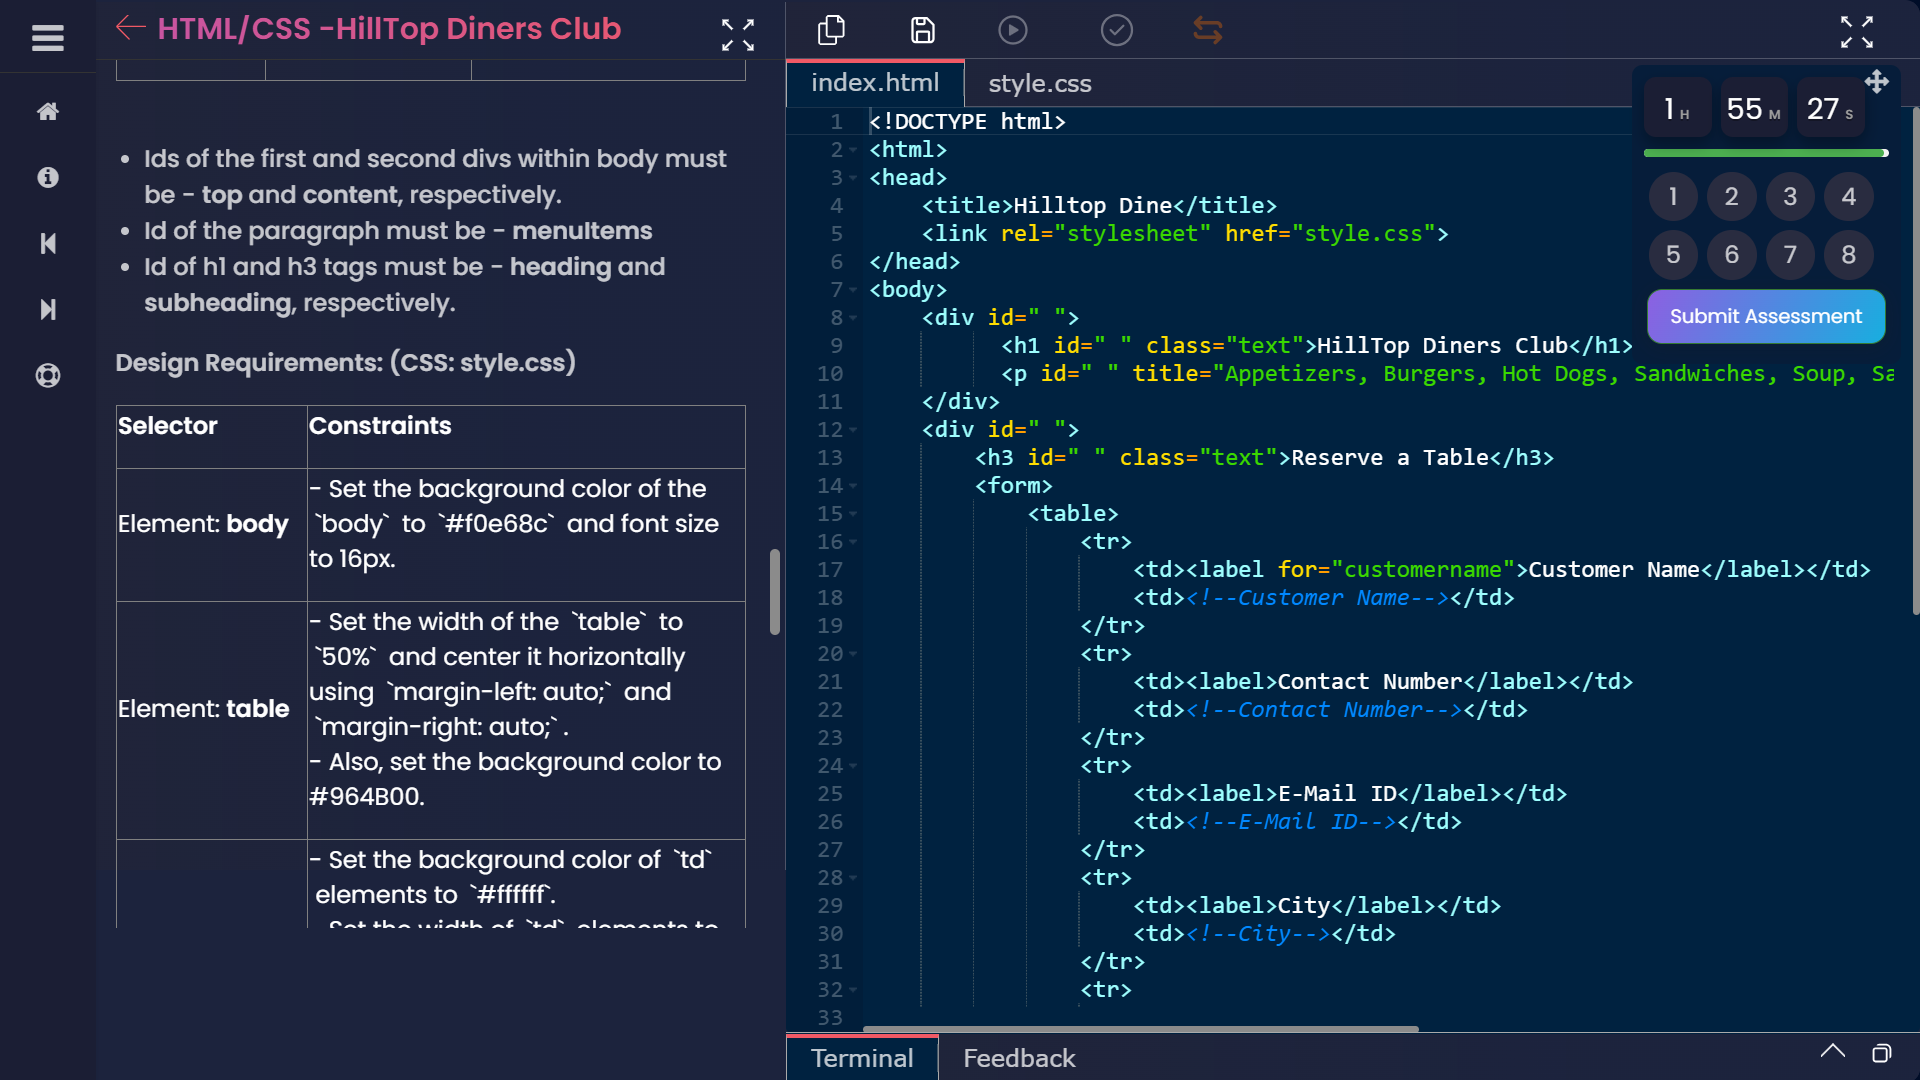 HTML/CSS -HillTop Diners Club
• Ids of the first and second divs within body must
be – top and content, respectively.
• Id of the paragraph must be – menuItems
• Id of h1 and h3 tags must be – heading and
subheading, respectively.
Design Requirements: (CSS: style.css)
Selector
Constraints
Element: body
- Set the background color of the
`body` to `#f0e68c` and font size
to 16px.
Element: table
- Set the width of the `table` to
`50%` and center it horizontally
using `margin-left: auto;` and
`margin-right: auto;`.
- Also, set the background color to
#964B00.
- Set the background color of `td`
elements to `#ffffff`.
- Set the width of `td` elements to
index.html
style.css
1 <!DOCTYPE html>
2 <html>
3 <head>
4 <title>Hilltop Dine</title>
5 <link rel="stylesheet" href="style.css">
6 </head>
7 <body>
8 <div id=" ">
9 <h1 id=" " class="text">HillTop Diners Club</h1>
10 <p id=" " title="Appetizers, Burgers, Hot Dogs, Sandwiches, Soup, Sa
11 </div>
12 <div id=" ">
13 <h3 id=" " class="text">Reserve a Table</h3>
14 <form>
15 <table>
16 <tr>
17 <td><label for="customername">Customer Name</label></td>
18 <td><!--Customer Name--></td>
19 </tr>
20 <tr>
21 <td><label>Contact Number</label></td>
22 <td><!--Contact Number--></td>
23 </tr>
24 <tr>
25 <td><label>E-Mail ID</label></td>
26 <td><!--E-Mail ID--></td>
27 </tr>
28 <tr>
29 <td><label>City</label></td>
30 <td><!--City--></td>
31 </tr>
32 <tr>
33
1 H 55 M 27 S
1 2 3 4
5 6 7 8
Submit Assessment
Terminal
Feedback